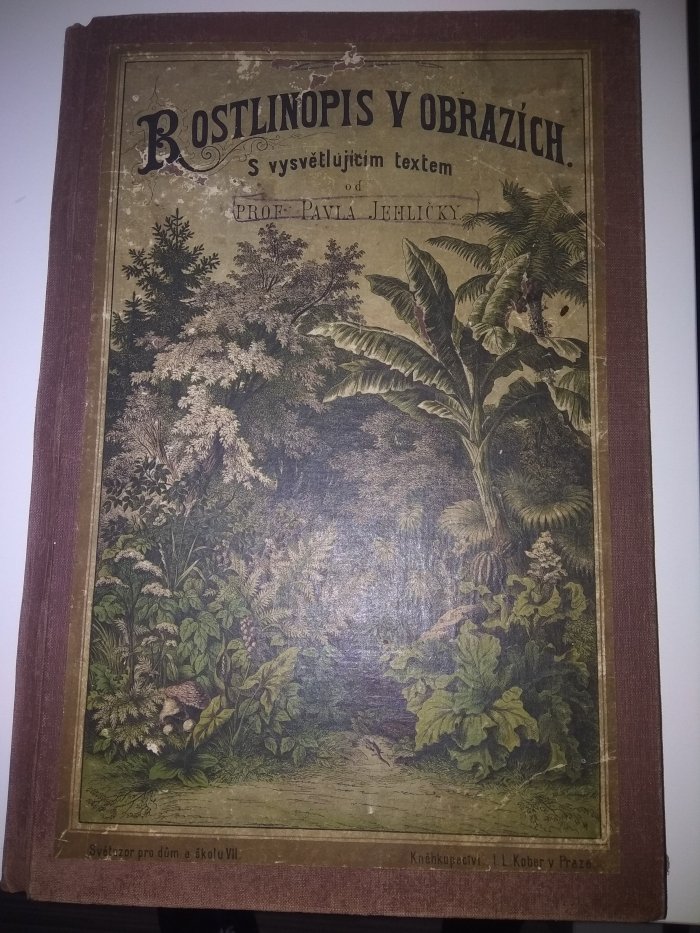 ROSTLINOPIS V OBRAZÍCH.
S vysvětlujícím textem
od
PROF. PAVLA JEHLIČKY.
Světozor pro dům a školu VII.
Kněhkupectví I. L. Kober v Praze.